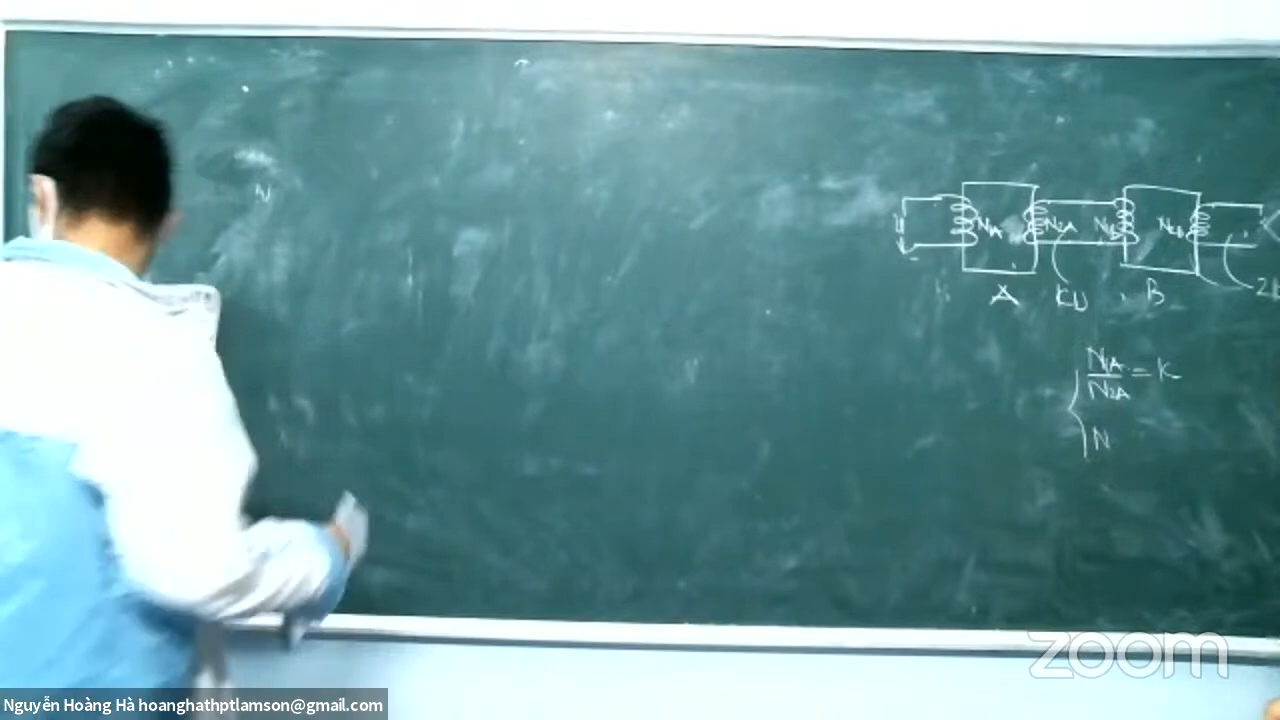 N
U N1A N2A N1B N2B
A KU B 2k
N1A/N2A = K
N
zoom
Nguyễn Hoàng Hà hoanghathptlamson@gmail.com